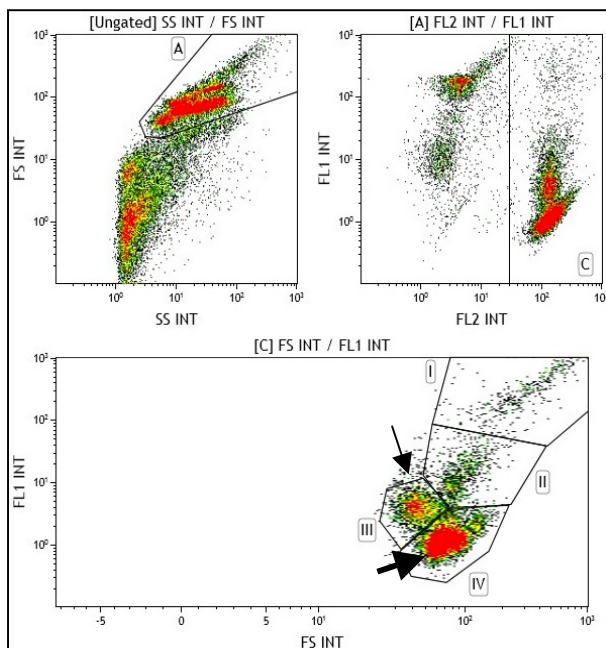 [Ungated] SS INT / FS INT
A
FS INT
10³
10²
10¹
10⁰
10⁰ 10¹ 10² 10³
SS INT
[A] FL2 INT / FL1 INT
C
FL1 INT
10³
10²
10¹
10⁰
10⁰ 10¹ 10² 10³
FL2 INT
[C] FS INT / FL1 INT
I
II
III
IV
FL1 INT
10³
10²
10¹
10⁰
-5 0 5 10¹ 10² 10³
FS INT